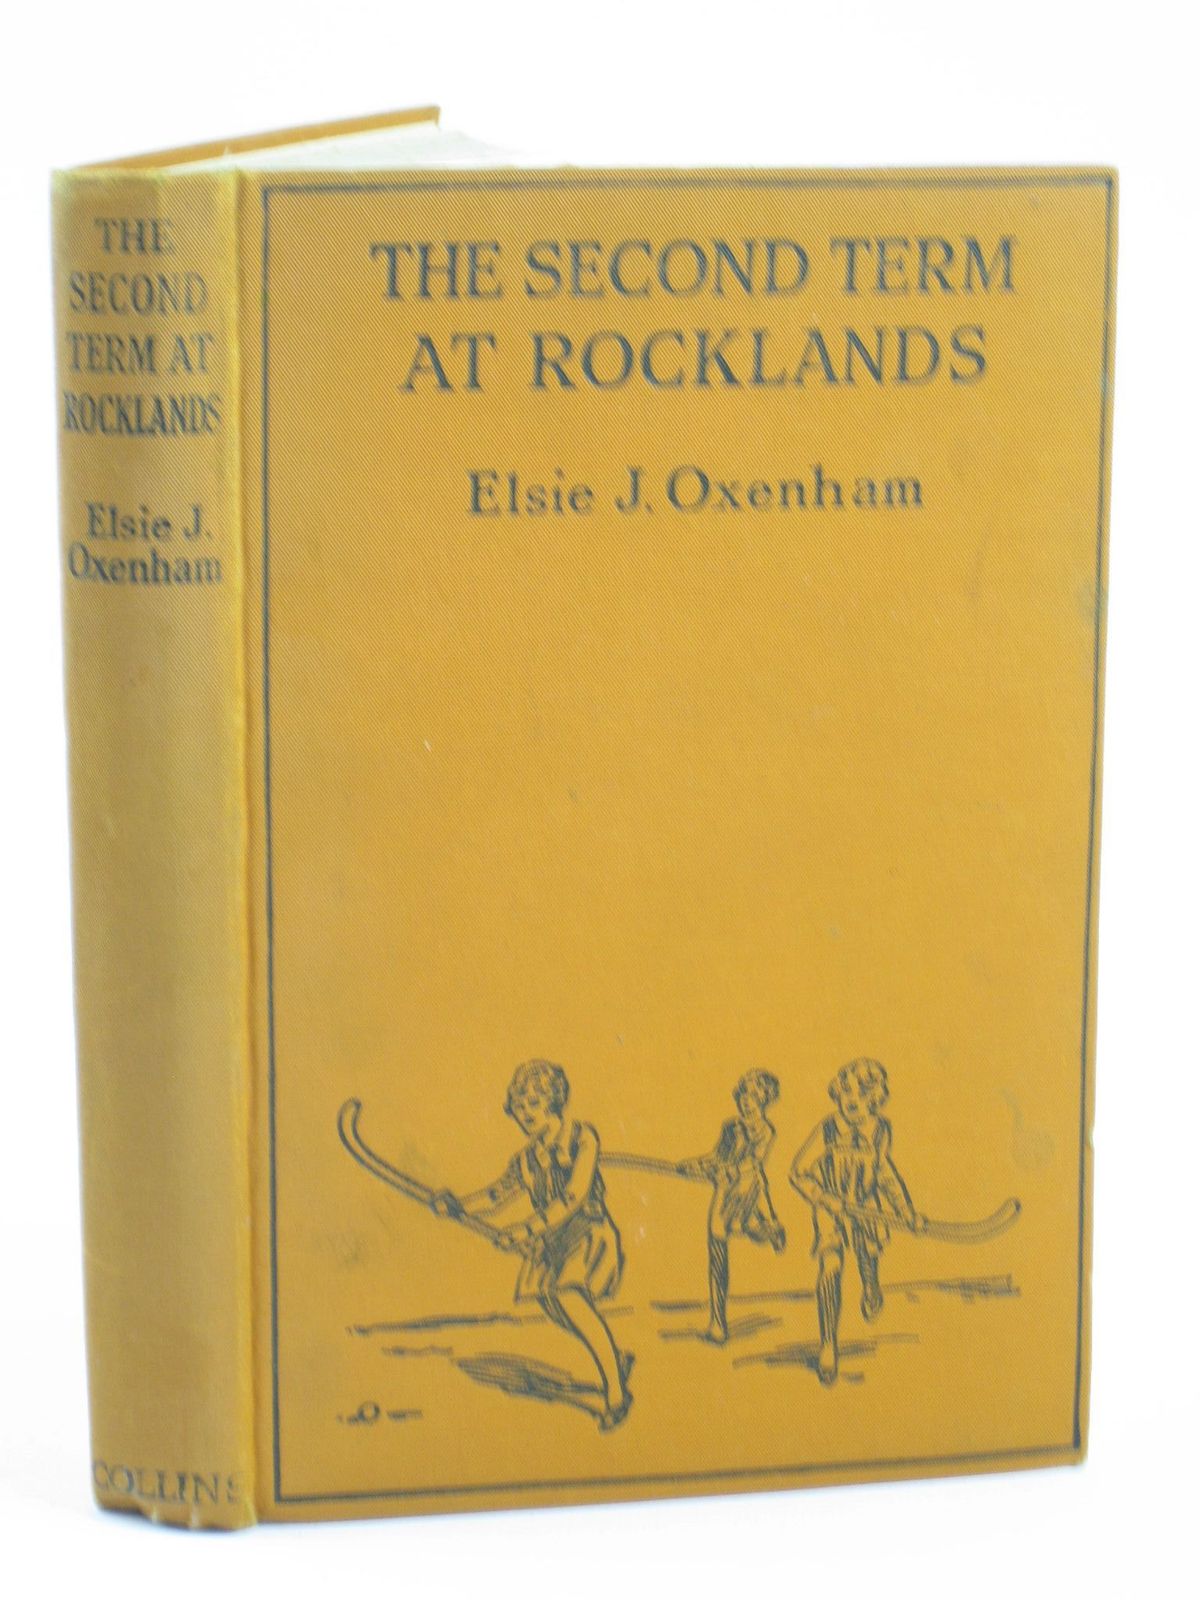 THE
SECOND
TERM AT
ROCKLANDS
Elsie J.
Oxenham
COLLINS
THE SECOND TERM
AT ROCKLANDS
Elsie J. Oxenham